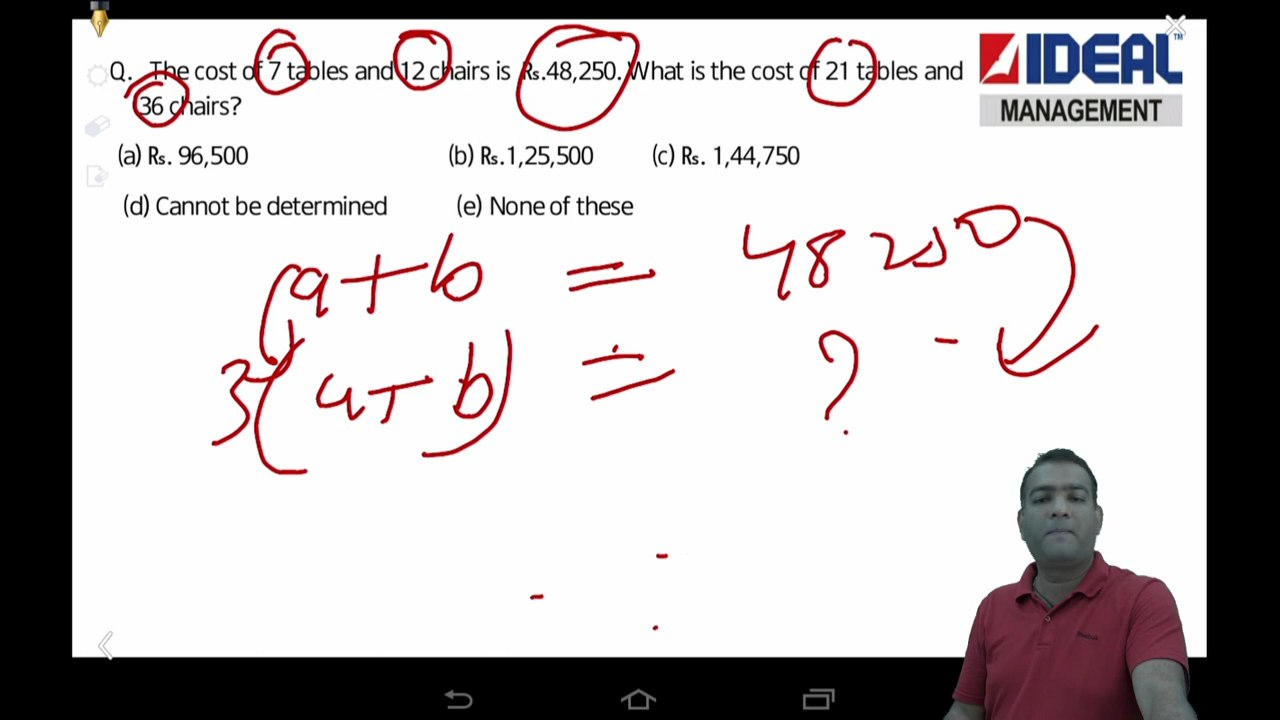 Q. The cost of 7 tables and 12 chairs is Rs.48,250. What is the cost of 21 tables and
36 chairs?
(a) Rs. 96,500 (b) Rs.1,25,500 (c) Rs. 1,44,750
(d) Cannot be determined (e) None of these
IDEAL™
MANAGEMENT
a + b = 48250
3(a + b) = ?